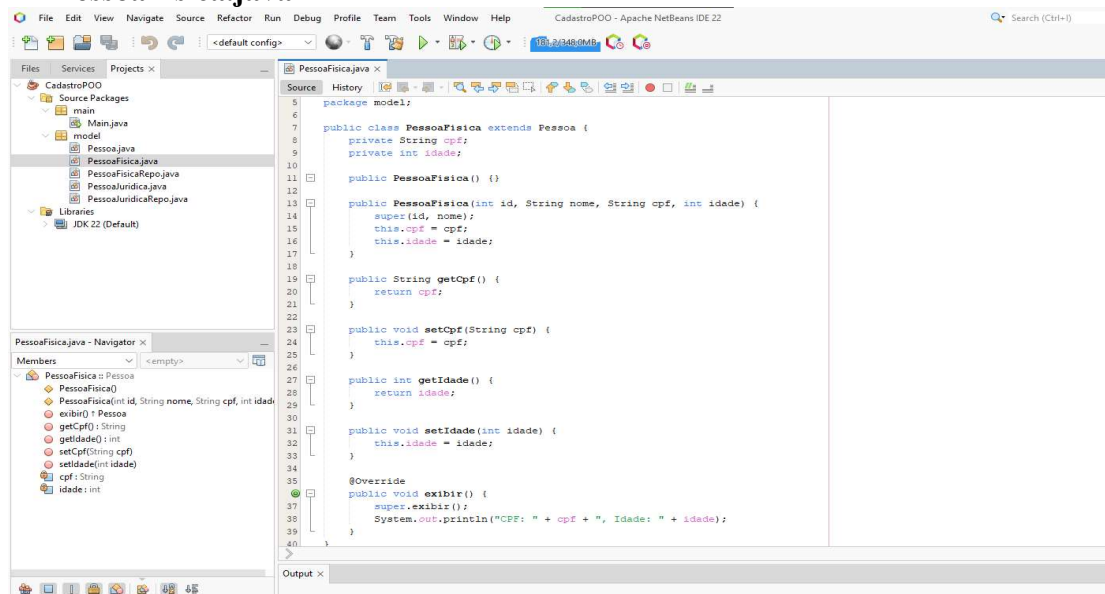 File Edit View Navigate Source Refactor Run Debug Profile Team Tools Window Help CadastroPOO - Apache NetBeans IDE 22 Search (Ctrl+I)
<default config> 181,2/348,0MB
Files Services Projects
CadastroPOO
Source Packages
main
Main.java
model
Pessoa.java
PessoaFisica.java
PessoaFisicaRepo.java
PessoaJuridica.java
PessoaJuridicaRepo.java
Libraries
JDK 22 (Default)
PessoaFisica.java - Navigator
Members <empty>
PessoaFisica :: Pessoa
PessoaFisica()
PessoaFisica(int id, String nome, String cpf, int idade
exibir() ↑ Pessoa
getCpf() : String
getIdade() : int
setCpf(String cpf)
setIdade(int idade)
cpf : String
idade : int
PessoaFisica.java
Source History
5 package model;
6
7 public class PessoaFisica extends Pessoa {
8 private String cpf;
9 private int idade;
10
11 public PessoaFisica() {}
12
13 public PessoaFisica(int id, String nome, String cpf, int idade) {
14 super(id, nome);
15 this.cpf = cpf;
16 this.idade = idade;
17 }
18
19 public String getCpf() {
20 return cpf;
21 }
22
23 public void setCpf(String cpf) {
24 this.cpf = cpf;
25 }
26
27 public int getIdade() {
28 return idade;
29 }
30
31 public void setIdade(int idade) {
32 this.idade = idade;
33 }
34
35 @Override
public void exibir() {
37 super.exibir();
38 System.out.println("CPF: " + cpf + ", Idade: " + idade);
39 }
40 }
Output